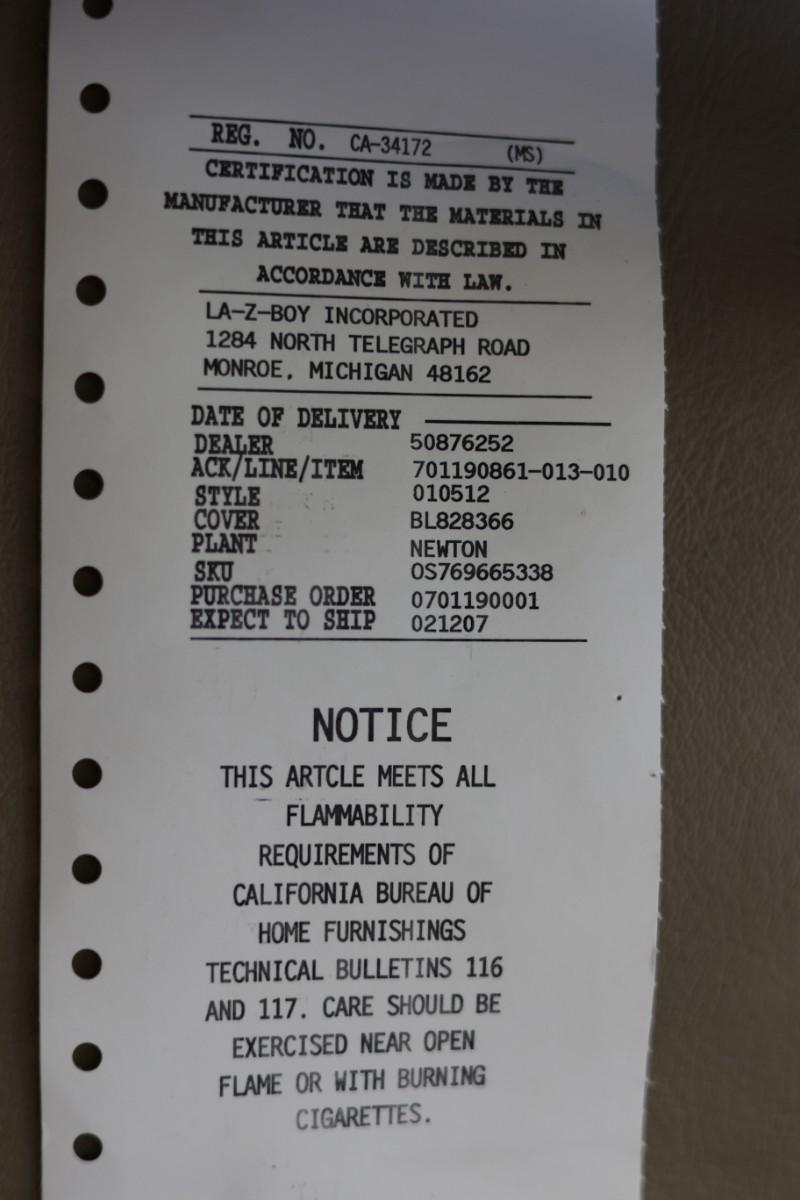 REG. NO. CA-34172 (MS)
CERTIFICATION IS MADE BY THE
MANUFACTURER THAT THE MATERIALS IN
THIS ARTICLE ARE DESCRIBED IN
ACCORDANCE WITH LAW.
LA-Z-BOY INCORPORATED
1284 NORTH TELEGRAPH ROAD
MONROE, MICHIGAN 48162
DATE OF DELIVERY
DEALER 50876252
ACK/LINE/ITEM 701190861-013-010
STYLE 010512
COVER BL828366
PLANT NEWTON
SKU OS769665338
PURCHASE ORDER 0701190001
EXPECT TO SHIP 021207
NOTICE
THIS ARTCLE MEETS ALL
FLAMMABILITY
REQUIREMENTS OF
CALIFORNIA BUREAU OF
HOME FURNISHINGS
TECHNICAL BULLETINS 116
AND 117. CARE SHOULD BE
EXERCISED NEAR OPEN
FLAME OR WITH BURNING
CIGARETTES.